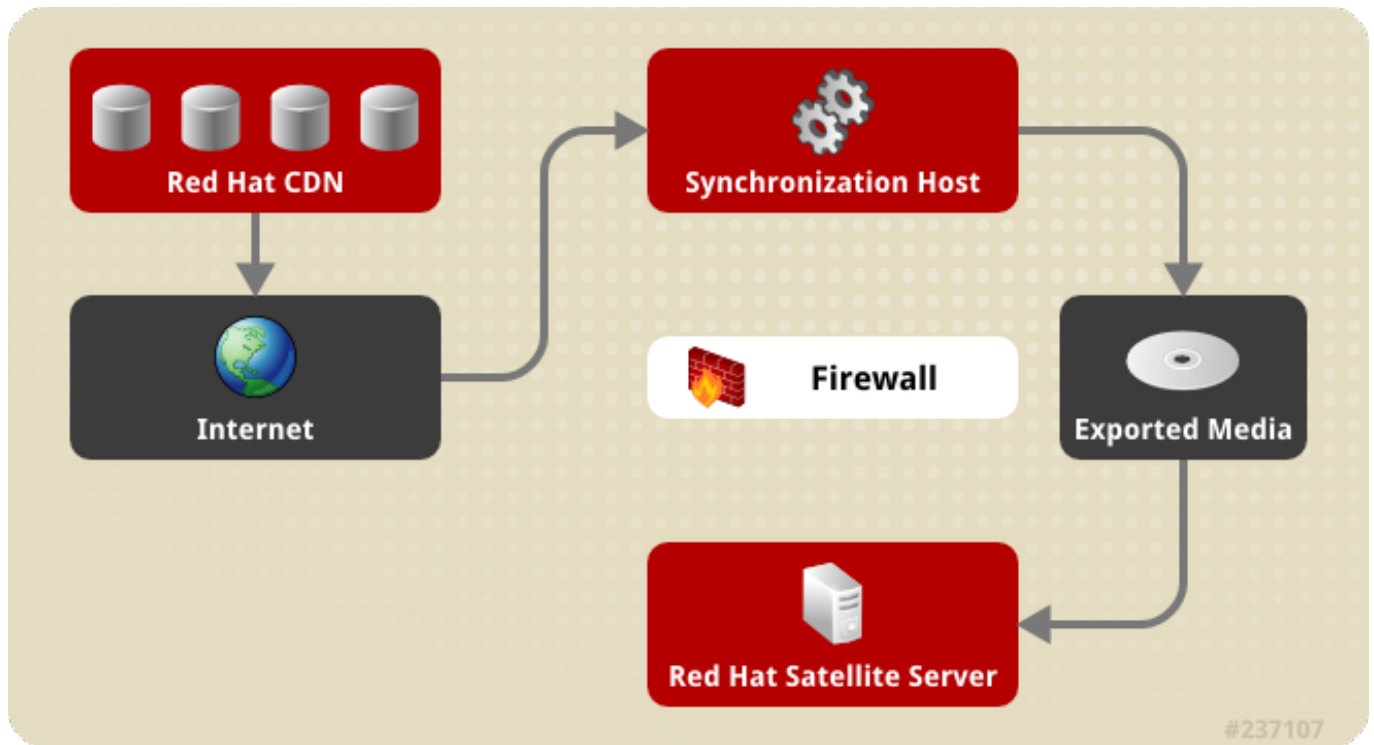 Red Hat CDN
Synchronization Host
Internet
Firewall
Exported Media
Red Hat Satellite Server
#237107